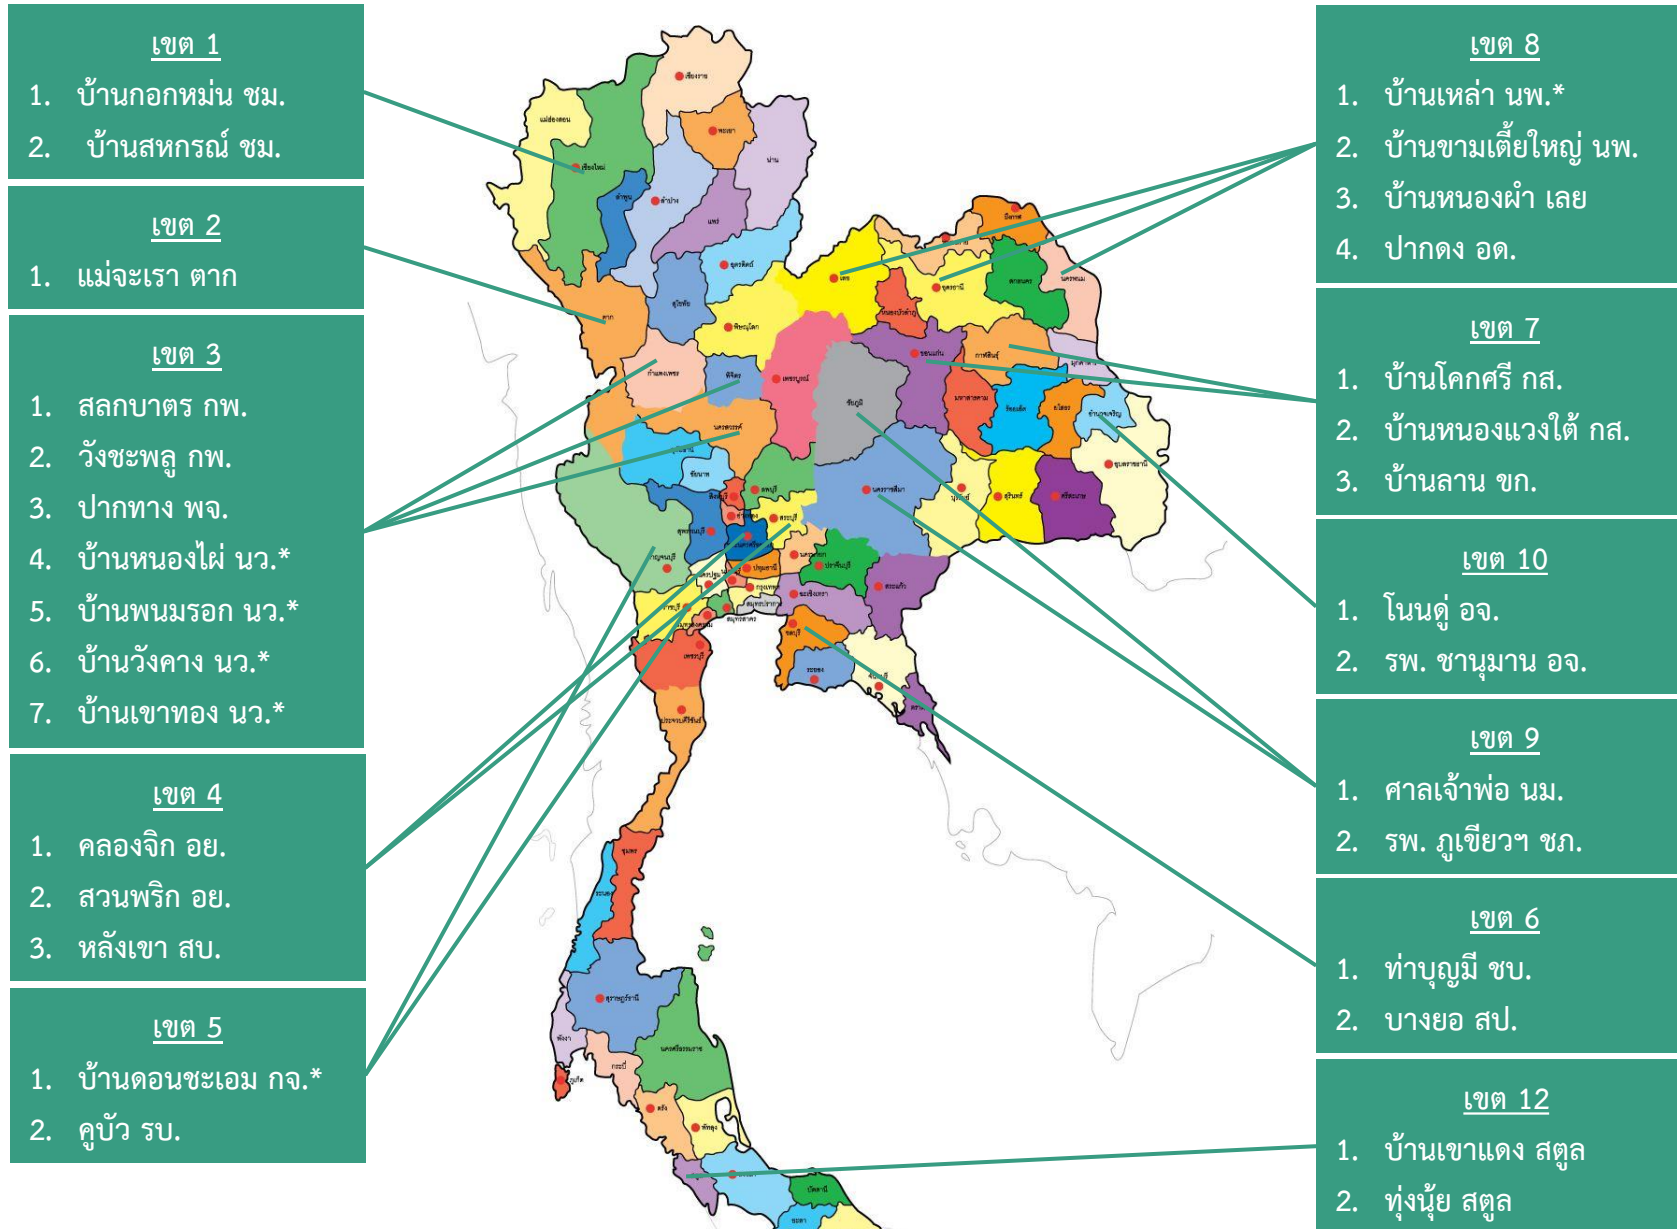 เขต 1
1. บ้านกอกหม่น ชม.
2. บ้านสหกรณ์ ชม.
เขต 2
1. แม่จะเรา ตาก
เขต 3
1. สลกบาตร กพ.
2. วังชะพลู กพ.
3. ปากทาง พจ.
4. บ้านหนองไผ่ นว.*
5. บ้านพนมรอก นว.*
6. บ้านวังคาง นว.*
7. บ้านเขาทอง นว.*
เขต 4
1. คลองจิก อย.
2. สวนพริก อย.
3. หลังเขา สบ.
เขต 5
1. บ้านดอนชะเอม กจ.*
2. คูบัว รบ.
เชียงราย
แม่ฮ่องสอน
พะเยา
น่าน
เชียงใหม่
ลำพูน
ลำปาง
แพร่
อุตรดิตถ์
สุโขทัย
ตาก
พิษณุโลก
กำแพงเพชร
พิจิตร
เพชรบูรณ์
นครสวรรค์
ชัยนาท
ลพบุรี
สระบุรี
สุพรรณบุรี
กาญจนบุรี
ปทุมธานี
นครนายก
ปราจีนบุรี
กรุงเทพฯ
ฉะเชิงเทรา
สระแก้ว
สมุทรปราการ
สมุทรสาคร
ชลบุรี
ระยอง
เพชรบุรี
ประจวบคีรีขันธ์
ชุมพร
ระนอง
สุราษฎร์ธานี
พังงา
กระบี่
นครศรีธรรมราช
ภูเก็ต
ตรัง
พัทลุง
ปัตตานี
ยะลา
เลย
หนองบัวลำภู
อุดรธานี
บึงกาฬ
สกลนคร
นครพนม
ขอนแก่น
กาฬสินธุ์
ชัยภูมิ
มหาสารคาม
ร้อยเอ็ด
ยโสธร
อำนาจเจริญ
อุบลราชธานี
นครราชสีมา
สุรินทร์
ศรีสะเกษ
เขต 8
1. บ้านเหล่า นพ.*
2. บ้านขามเตี้ยใหญ่ นพ.
3. บ้านหนองผำ เลย
4. ปากดง อด.
เขต 7
1. บ้านโคกศรี กส.
2. บ้านหนองแวงใต้ กส.
3. บ้านลาน ขก.
เขต 10
1. โนนดู่ อจ.
2. รพ. ชานุมาน อจ.
เขต 9
1. ศาลเจ้าพ่อ นม.
2. รพ. ภูเขียวฯ ชภ.
เขต 6
1. ท่าบุญมี ชบ.
2. บางยอ สป.
เขต 12
1. บ้านเขาแดง สตูล
2. ทุ่งนุ้ย สตูล